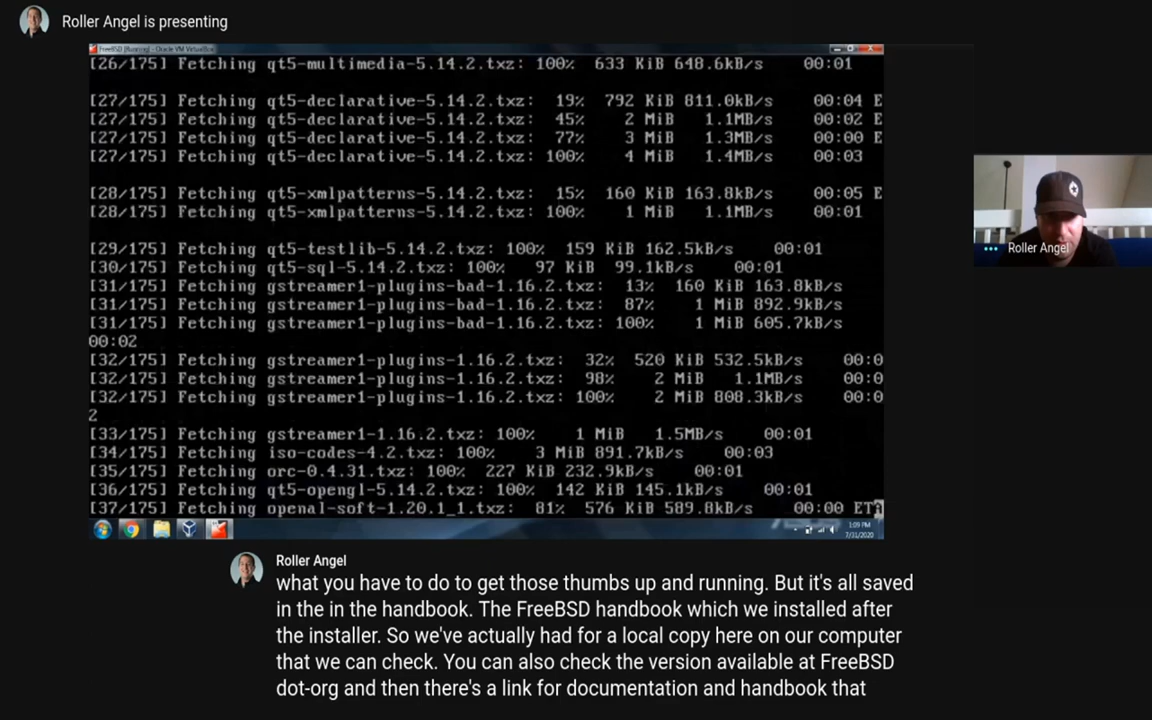 Roller Angel is presenting
FreeBSD [Running] - Oracle VM VirtualBox
[26/175] Fetching qt5-multimedia-5.14.2.txz: 100% 633 KiB 648.6kB/s 00:01
[27/175] Fetching qt5-declarative-5.14.2.txz: 19% 792 KiB 811.0kB/s 00:04 E
[27/175] Fetching qt5-declarative-5.14.2.txz: 45% 2 MiB 1.1MB/s 00:02 E
[27/175] Fetching qt5-declarative-5.14.2.txz: 77% 3 MiB 1.3MB/s 00:00 E
[27/175] Fetching qt5-declarative-5.14.2.txz: 100% 4 MiB 1.4MB/s 00:03
[28/175] Fetching qt5-xmlpatterns-5.14.2.txz: 15% 160 KiB 163.8kB/s 00:05 E
[28/175] Fetching qt5-xmlpatterns-5.14.2.txz: 100% 1 MiB 1.1MB/s 00:01
[29/175] Fetching qt5-testlib-5.14.2.txz: 100% 159 KiB 162.5kB/s 00:01
[30/175] Fetching qt5-sql-5.14.2.txz: 100% 97 KiB 99.1kB/s 00:01
[31/175] Fetching gstreamer1-plugins-bad-1.16.2.txz: 13% 160 KiB 163.8kB/s
[31/175] Fetching gstreamer1-plugins-bad-1.16.2.txz: 87% 1 MiB 892.9kB/s
[31/175] Fetching gstreamer1-plugins-bad-1.16.2.txz: 100% 1 MiB 605.7kB/s
00:02
[32/175] Fetching gstreamer1-plugins-1.16.2.txz: 32% 520 KiB 532.5kB/s 00:0
[32/175] Fetching gstreamer1-plugins-1.16.2.txz: 98% 2 MiB 1.1MB/s 00:0
[32/175] Fetching gstreamer1-plugins-1.16.2.txz: 100% 2 MiB 808.3kB/s 00:0
2
[33/175] Fetching gstreamer1-1.16.2.txz: 100% 1 MiB 1.5MB/s 00:01
[34/175] Fetching iso-codes-4.2.txz: 100% 3 MiB 891.7kB/s 00:03
[35/175] Fetching orc-0.4.31.txz: 100% 227 KiB 232.9kB/s 00:01
[36/175] Fetching qt5-opengl-5.14.2.txz: 100% 142 KiB 145.1kB/s 00:01
[37/175] Fetching openal-soft-1.20.1_1.txz: 81% 576 KiB 589.8kB/s 00:00 ETA
1:09 PM
7/31/2020
Roller Angel
Roller Angel
what you have to do to get those thumbs up and running. But it's all saved
in the in the handbook. The FreeBSD handbook which we installed after
the installer. So we've actually had for a local copy here on our computer
that we can check. You can also check the version available at FreeBSD
dot-org and then there's a link for documentation and handbook that